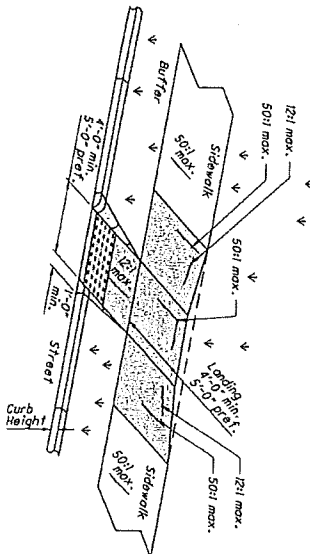 12:1 max.
50:1 max.
50:1 max.
Sidewalk
50:1
max.
Buffer
4'-0" min.
5'-0" pref.
12:1
max.
1'-0"
min.
Landing
4'-0" min.
5'-0" pref.
Street
Curb
Height
Sidewalk
50:1
max.
12:1 max.
50:1 max.